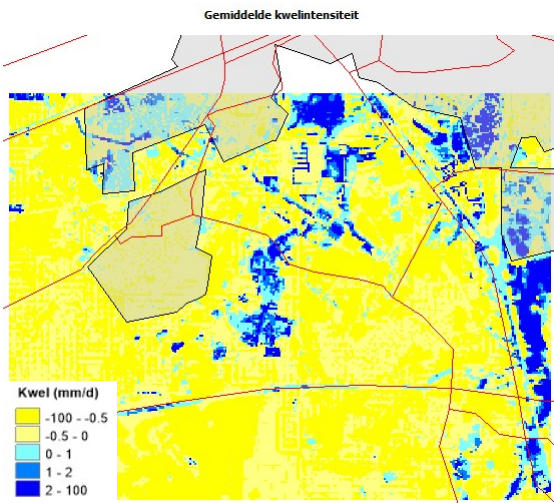 Gemiddelde kwelintensiteit
Kwel (mm/d)
-100 - -0.5
-0.5 - 0
0 - 1
1 - 2
2 - 100